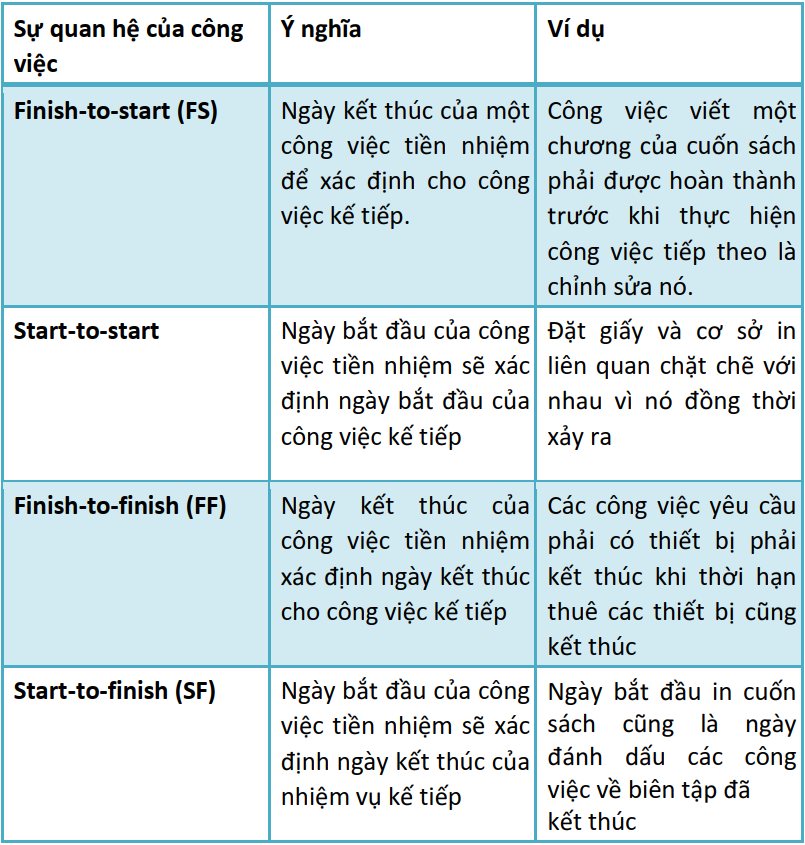 Sự quan hệ của công
việc
Ý nghĩa
Ví dụ
Finish-to-start (FS)
Ngày kết thúc của một
công việc tiền nhiệm
để xác định cho công
việc kế tiếp.
Công việc viết một
chương của cuốn sách
phải được hoàn thành
trước khi thực hiện
công việc tiếp theo là
chỉnh sửa nó.
Start-to-start
Ngày bắt đầu của công
việc tiền nhiệm sẽ xác
định ngày bắt đầu của
công việc kế tiếp
Đặt giấy và cơ sở in
liên quan chặt chẽ với
nhau vì nó đồng thời
xảy ra
Finish-to-finish (FF)
Ngày kết thúc của
công việc tiền nhiệm
xác định ngày kết thúc
cho công việc kế tiếp
Các công việc yêu cầu
phải có thiết bị phải
kết thúc khi thời hạn
thuê các thiết bị cũng
kết thúc
Start-to-finish (SF)
Ngày bắt đầu của công
việc tiền nhiệm sẽ xác
định ngày kết thúc của
nhiệm vụ kế tiếp
Ngày bắt đầu in cuốn
sách cũng là ngày
đánh dấu các công
việc về biên tập đã
kết thúc